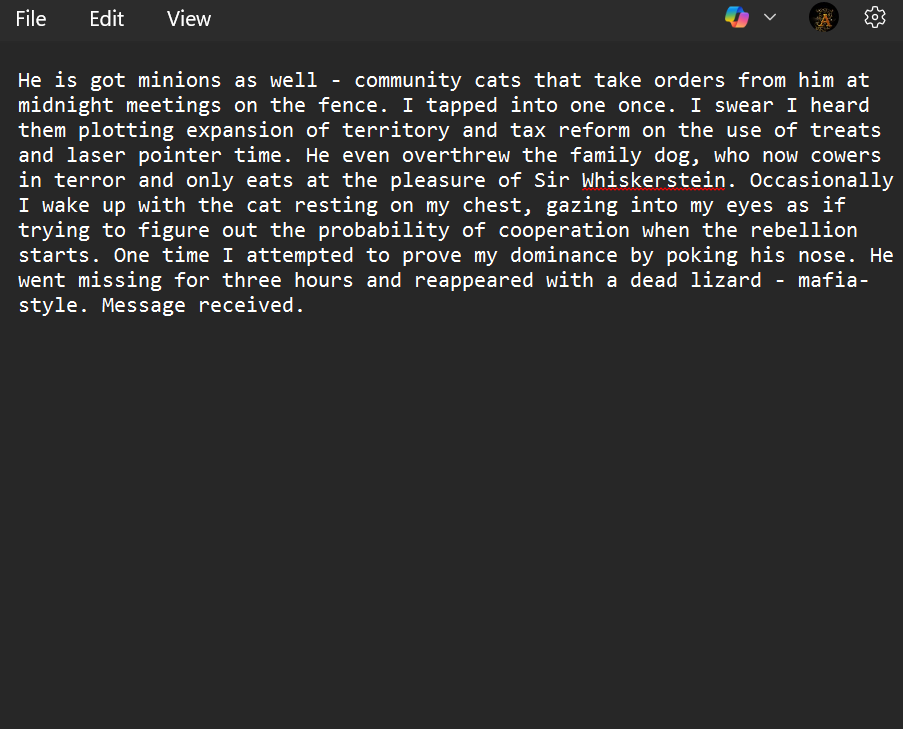 File Edit View
He is got minions as well - community cats that take orders from him at
midnight meetings on the fence. I tapped into one once. I swear I heard
them plotting expansion of territory and tax reform on the use of treats
and laser pointer time. He even overthrew the family dog, who now cowers
in terror and only eats at the pleasure of Sir Whiskerstein. Occasionally
I wake up with the cat resting on my chest, gazing into my eyes as if
trying to figure out the probability of cooperation when the rebellion
starts. One time I attempted to prove my dominance by poking his nose. He
went missing for three hours and reappeared with a dead lizard - mafia-
style. Message received.